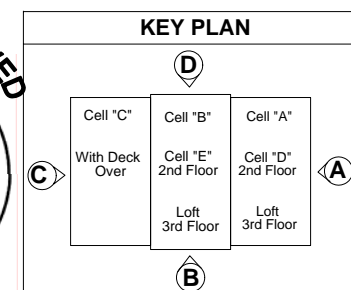 KEY PLAN
D
Cell "C"
With Deck
Over
Cell "B"
Cell "E"
2nd Floor
Loft
3rd Floor
Cell "A"
Cell "D"
2nd Floor
Loft
3rd Floor
C
A
B